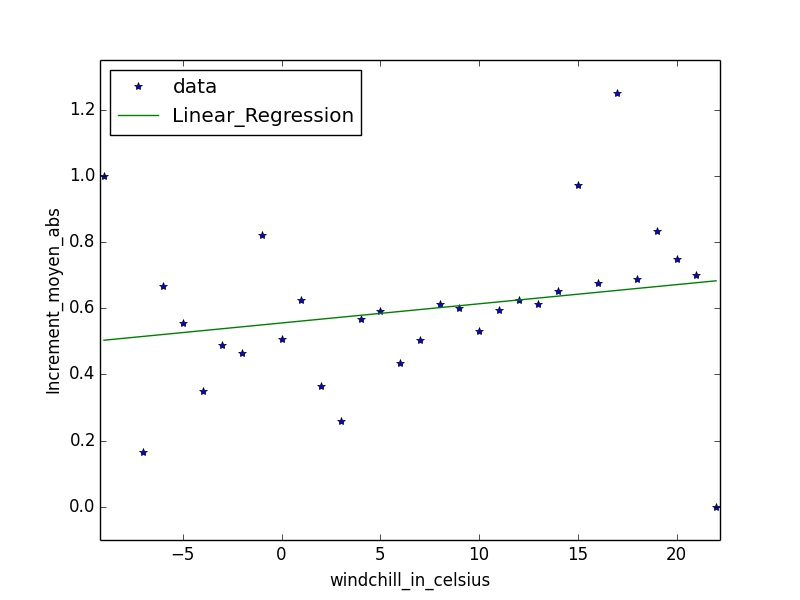 data
Linear_Regression
1.2
1.0
0.8
0.6
0.4
0.2
0.0
Increment_moyen_abs
−5 0 5 10 15 20
windchill_in_celsius